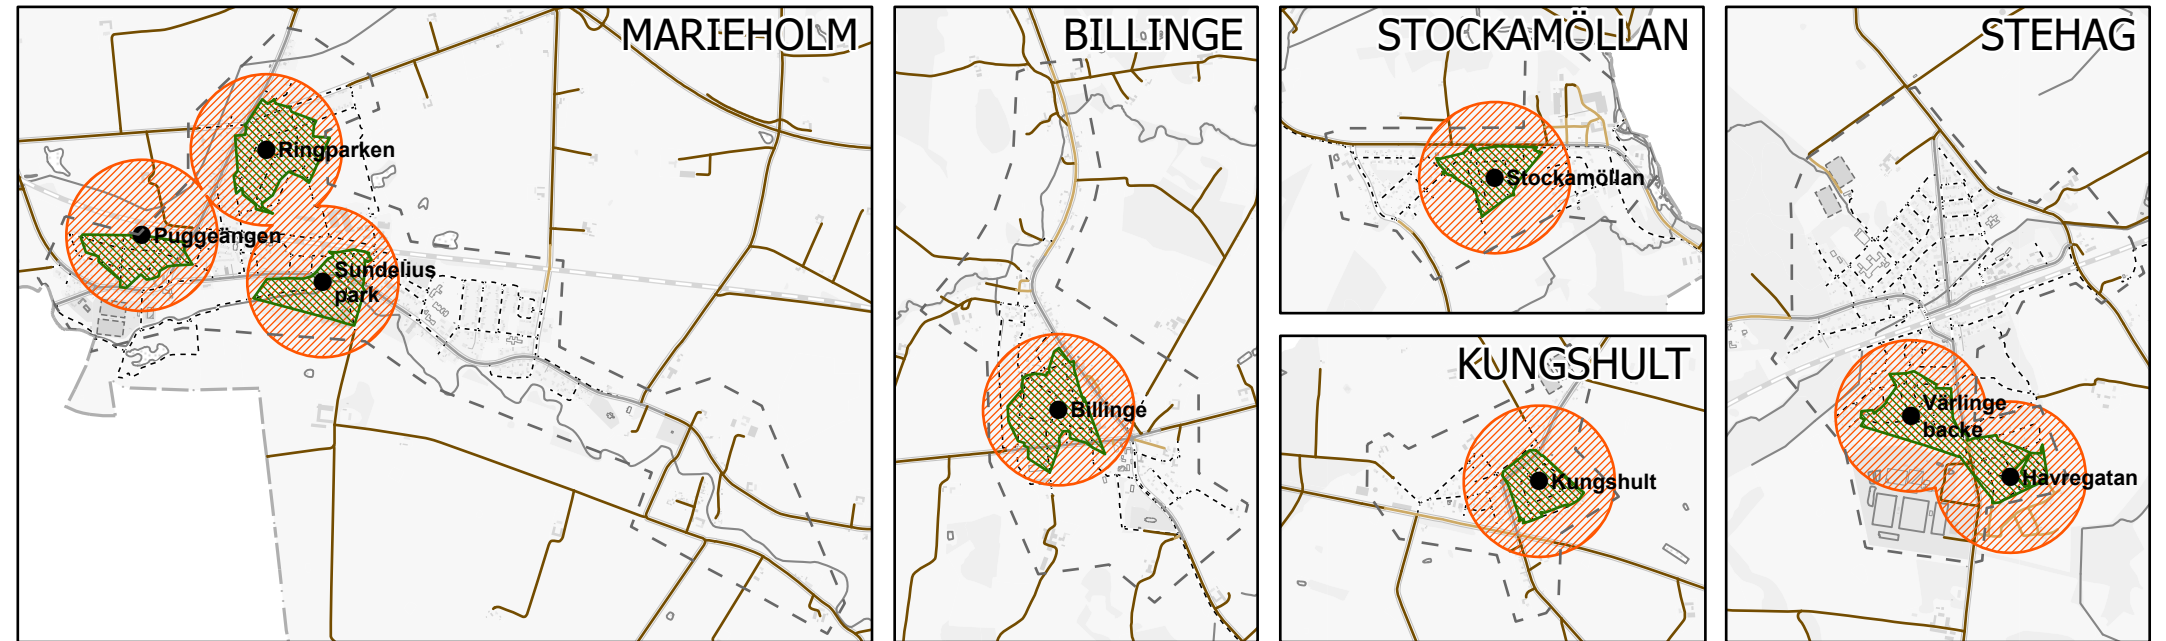 MARIEHOLM
Ringparken
Puggeängen
Sundelius
park
BILLINGE
Billinge
STOCKAMÖLLAN
Stockamöllan
KUNGSHULT
Kungshult
STEHAG
Värlinge
backe
Havregatan